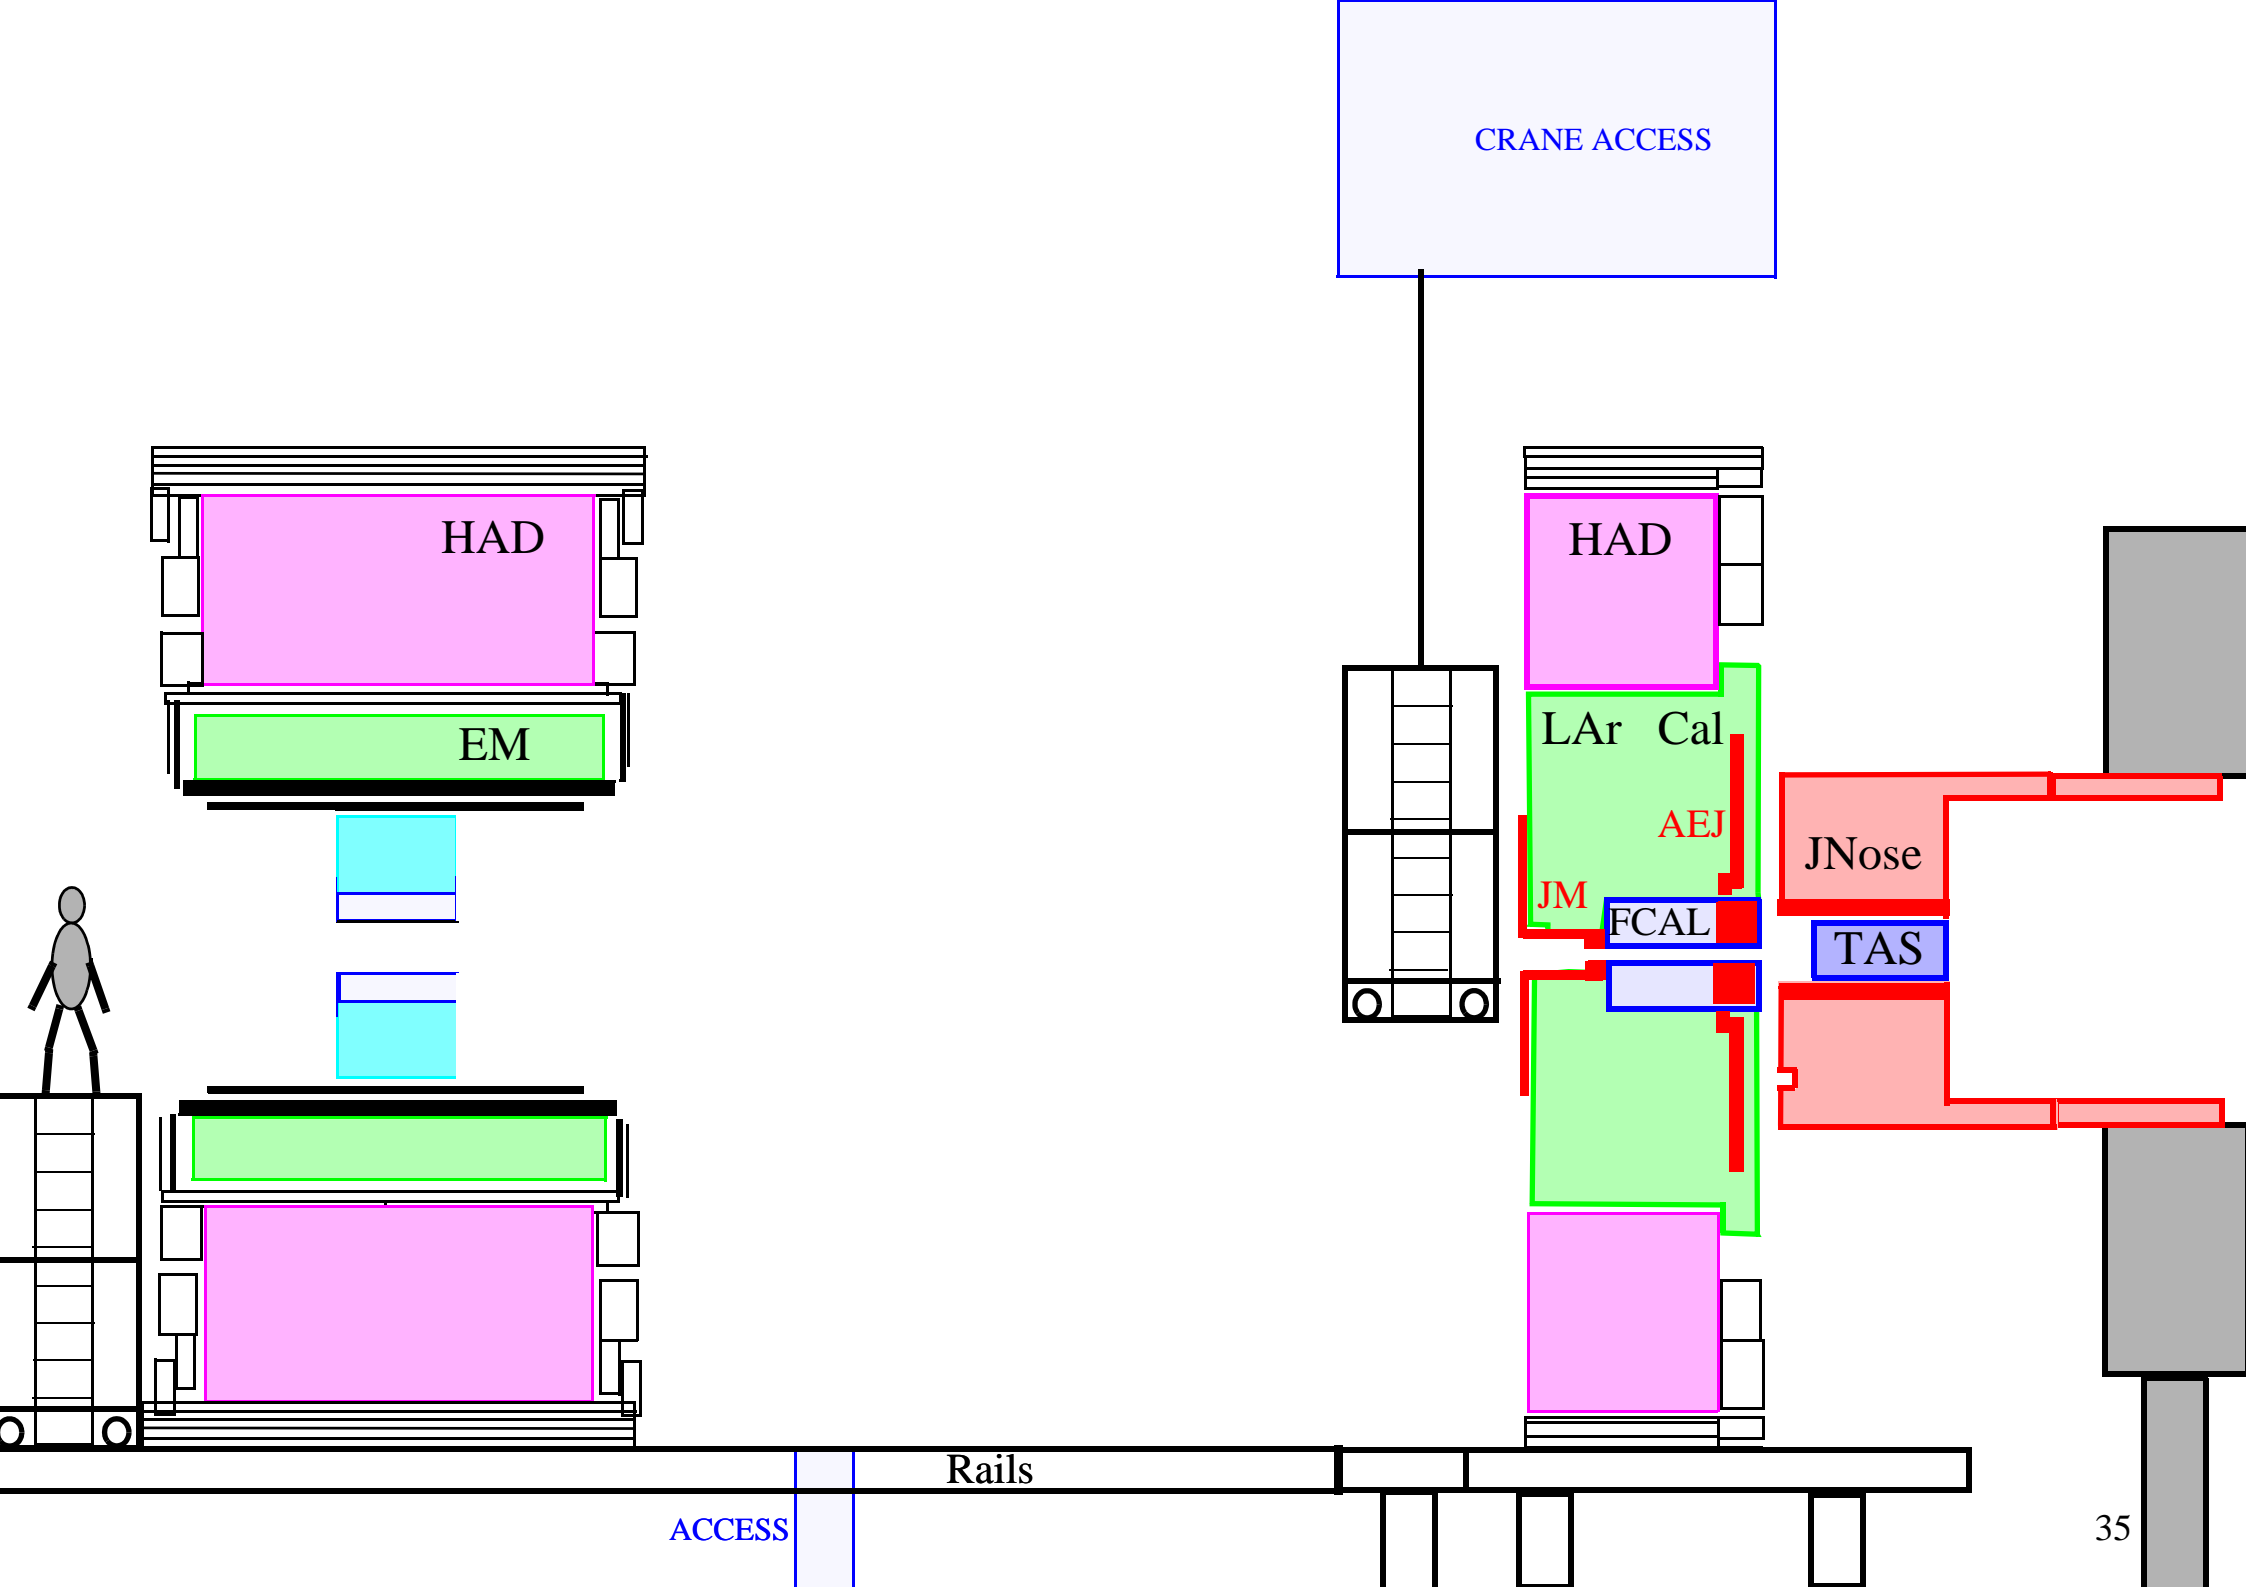 CRANE ACCESS
HAD
HAD
EM
LAr Cal
AEJ
JM
JNose
FCAL
TAS
Rails
ACCESS
35